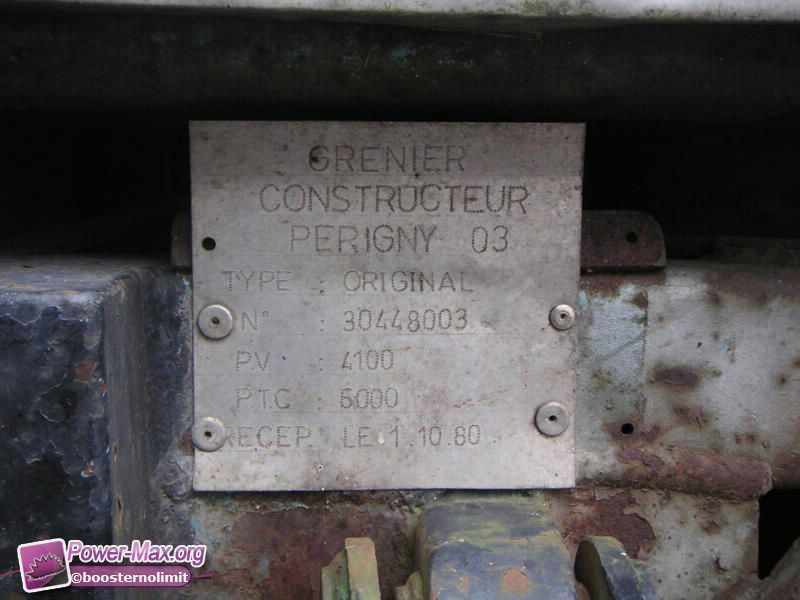 GRENIER
CONSTRUCTEUR
PERIGNY 03
TYPE : ORIGINAL
N° : 30448003
P.V : 4100
P.T.C : 6000
RECEP. LE 1.10.80
Power-Max.org
©boosternolimit